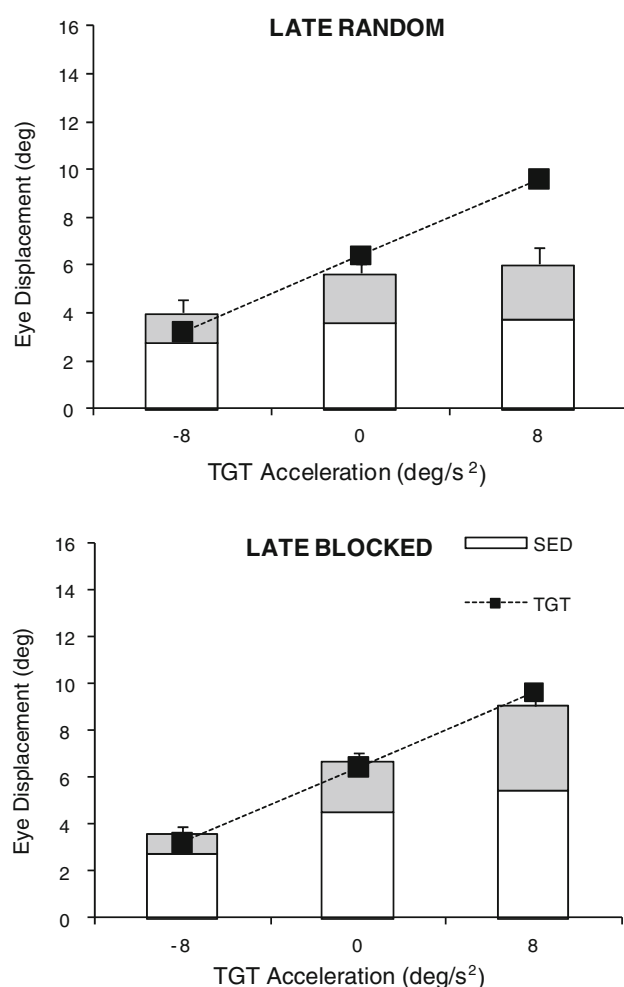 LATE RANDOM
16
14
12
10
8
6
4
2
0
Eye Displacement (deg)
-8 0 8
TGT Acceleration (deg/s²)
LATE BLOCKED
SED
TGT
16
14
12
10
8
6
4
2
0
Eye Displacement (deg)
-8 0 8
TGT Acceleration (deg/s²)